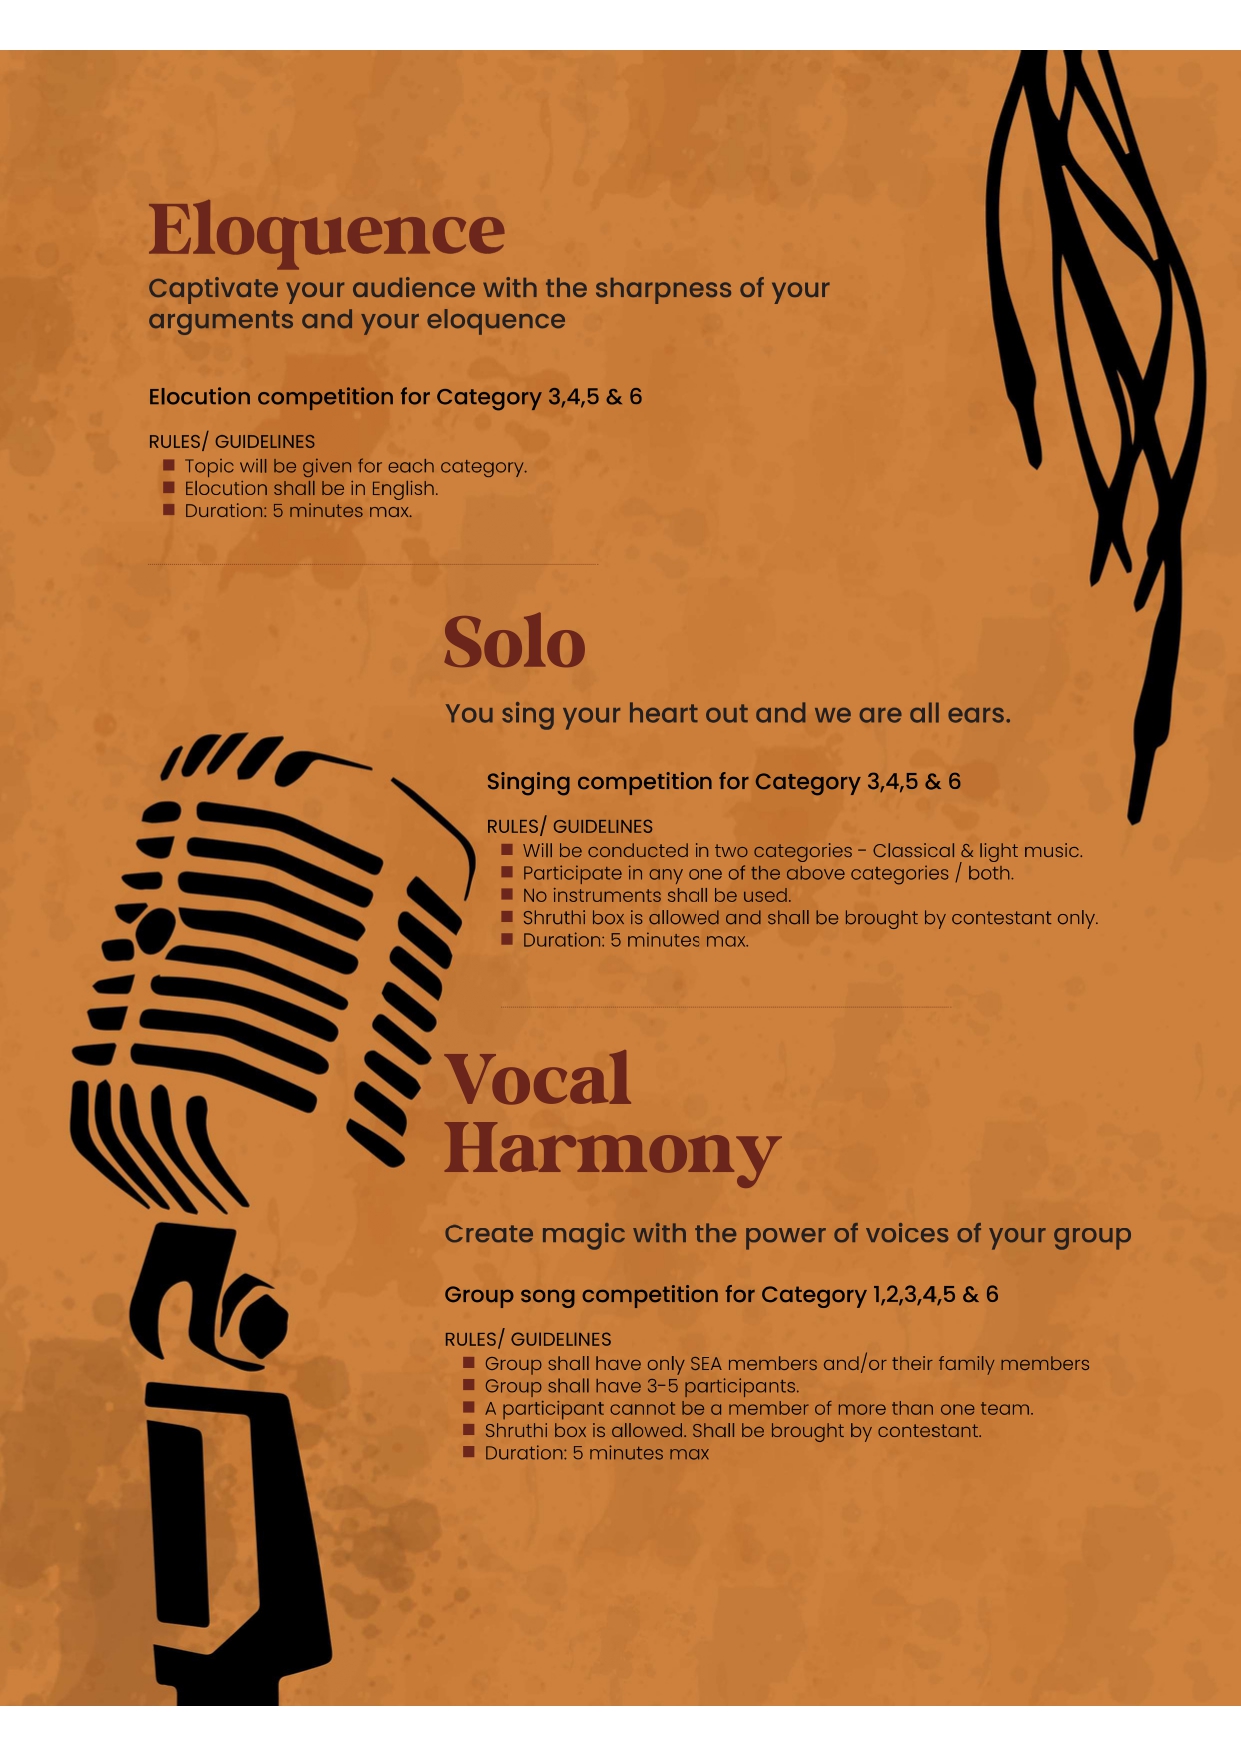 Eloquence
Captivate your audience with the sharpness of your
arguments and your eloquence
Elocution competition for Category 3,4,5 & 6
RULES/ GUIDELINES
■ Topic will be given for each category.
■ Elocution shall be in English.
■ Duration: 5 minutes max.
Solo
You sing your heart out and we are all ears.
Singing competition for Category 3,4,5 & 6
RULES/ GUIDELINES
■ Will be conducted in two categories - Classical & light music.
■ Participate in any one of the above categories / both.
■ No instruments shall be used.
■ Shruthi box is allowed and shall be brought by contestant only.
■ Duration: 5 minutes max.
Vocal
Harmony
Create magic with the power of voices of your group
Group song competition for Category 1,2,3,4,5 & 6
RULES/ GUIDELINES
■ Group shall have only SEA members and/or their family members
■ Group shall have 3-5 participants.
■ A participant cannot be a member of more than one team.
■ Shruthi box is allowed. Shall be brought by contestant.
■ Duration: 5 minutes max